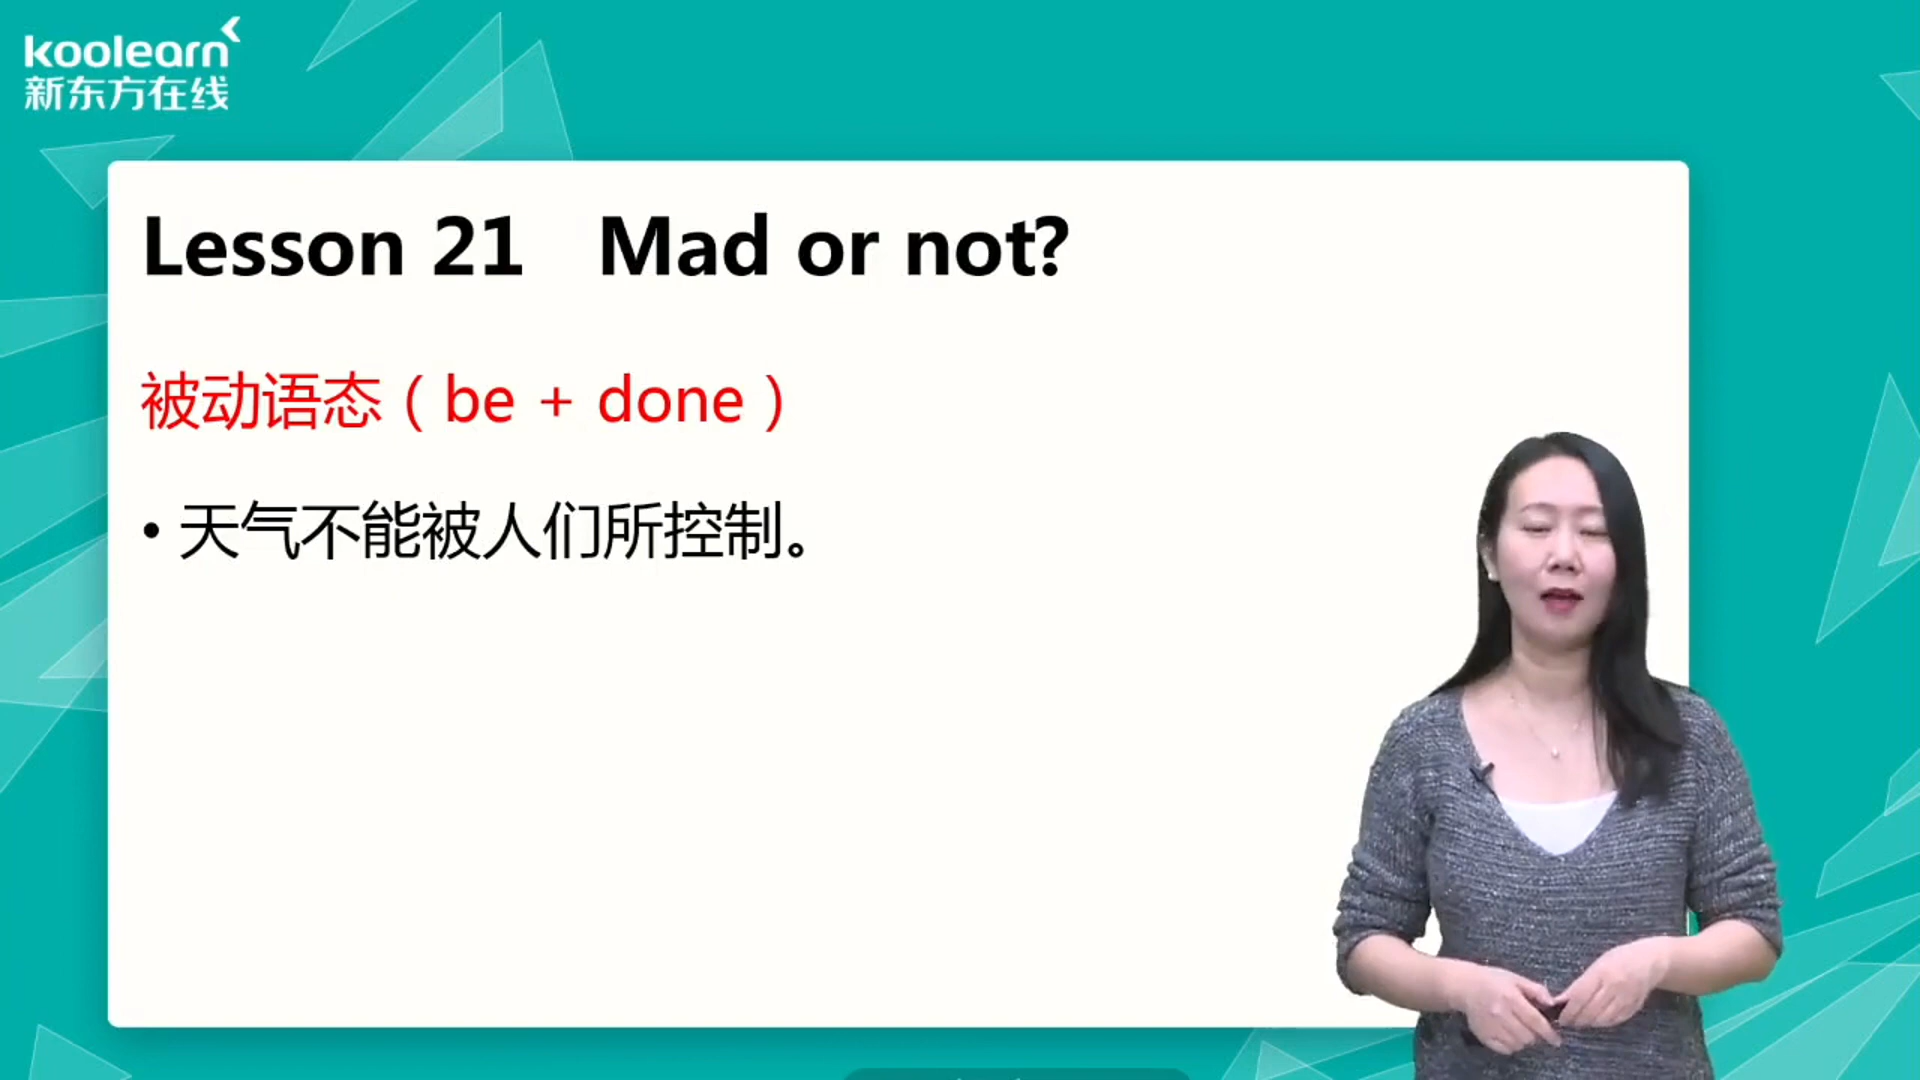 koolearn
新东方在线
Lesson 21 Mad or not?
被动语态（be + done）
• 天气不能被人们所控制。